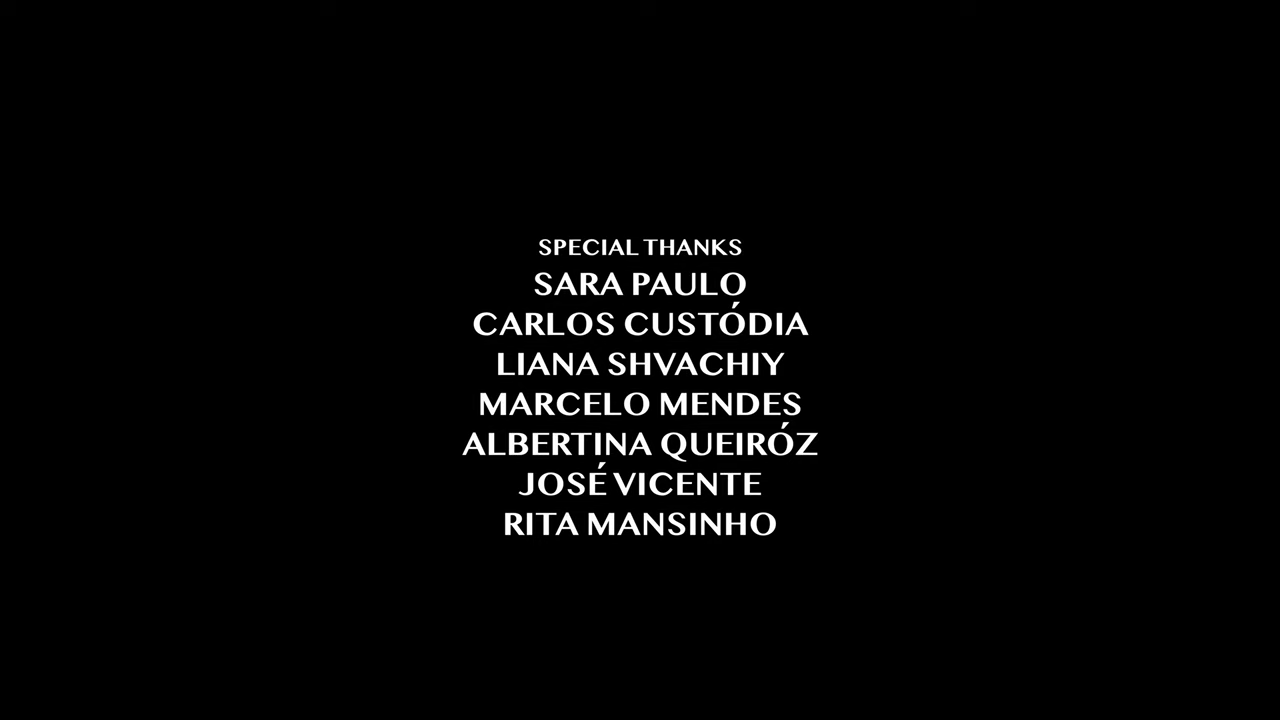 SPECIAL THANKS
SARA PAULO
CARLOS CUSTÓDIA
LIANA SHVACHIY
MARCELO MENDES
ALBERTINA QUEIRÓZ
JOSÉ VICENTE
RITA MANSINHO